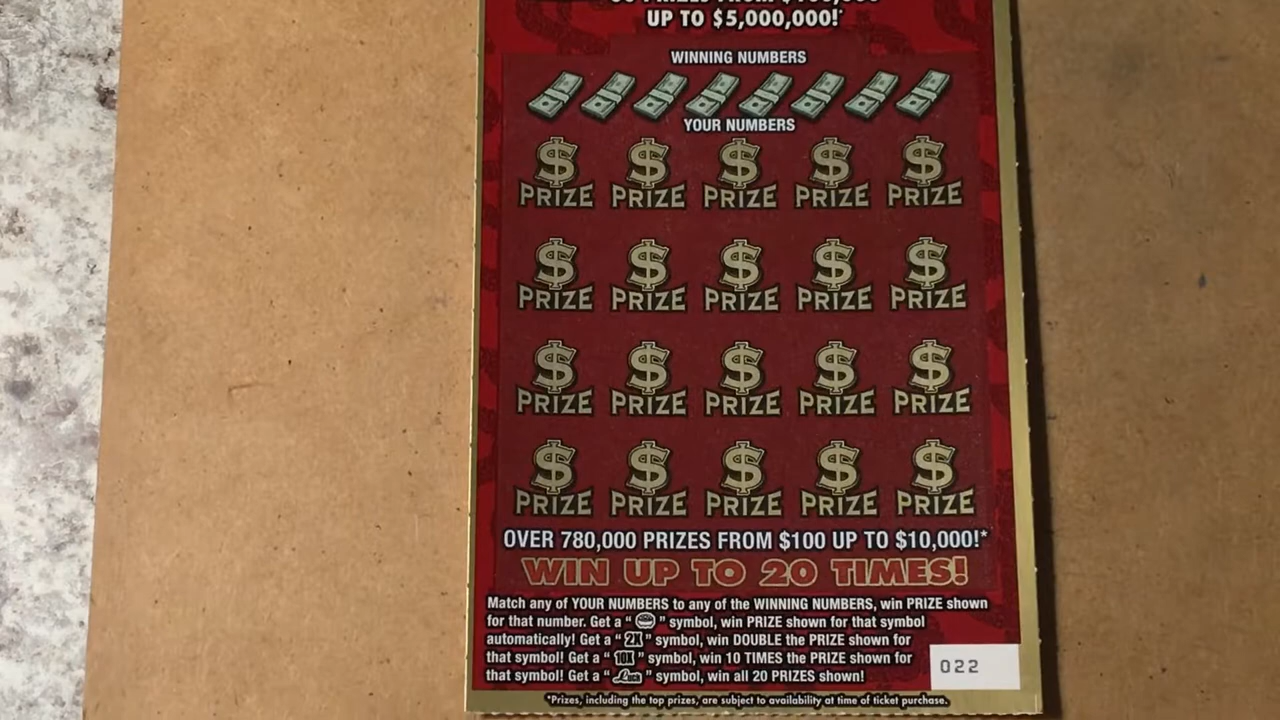 UP TO $5,000,000!*
WINNING NUMBERS
YOUR NUMBERS
$ $ $ $ $
PRIZE PRIZE PRIZE PRIZE PRIZE
$ $ $ $ $
PRIZE PRIZE PRIZE PRIZE PRIZE
$ $ $ $ $
PRIZE PRIZE PRIZE PRIZE PRIZE
$ $ $ $ $
PRIZE PRIZE PRIZE PRIZE PRIZE
OVER 780,000 PRIZES FROM $100 UP TO $10,000!*
WIN UP TO 20 TIMES!
Match any of YOUR NUMBERS to any of the WINNING NUMBERS, win PRIZE shown
for that number. Get a “ ” symbol, win PRIZE shown for that symbol
automatically! Get a “ 2X ” symbol, win DOUBLE the PRIZE shown for
that symbol! Get a “ 10X ” symbol, win 10 TIMES the PRIZE shown for
that symbol! Get a “ Luck ” symbol, win all 20 PRIZES shown!
022
*Prizes, including the top prizes, are subject to availability at time of ticket purchase.